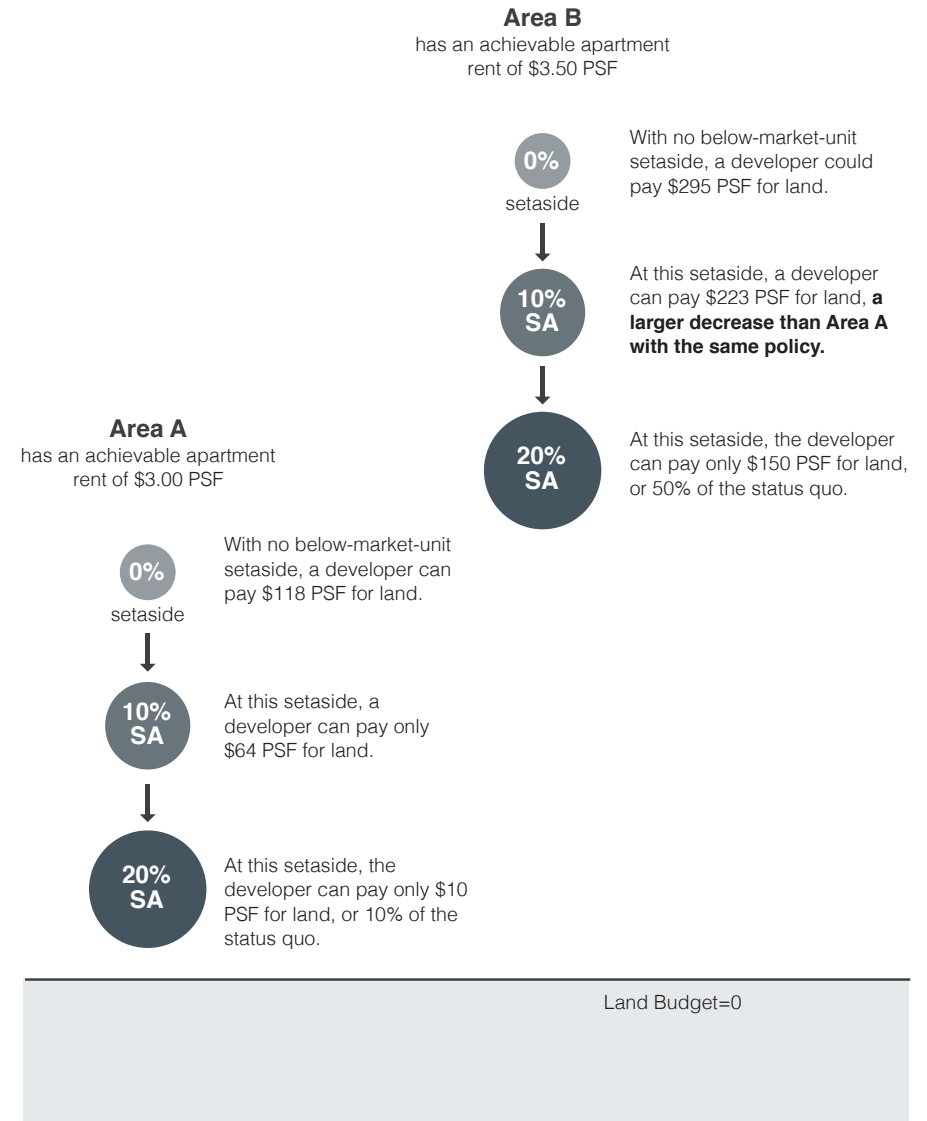 Area B
has an achievable apartment
rent of $3.50 PSF
0%
setaside
With no below-market-unit
setaside, a developer could
pay $295 PSF for land.
10%
SA
At this setaside, a developer
can pay $223 PSF for land, a
larger decrease than Area A
with the same policy.
20%
SA
At this setaside, the developer
can pay only $150 PSF for land,
or 50% of the status quo.
Area A
has an achievable apartment
rent of $3.00 PSF
0%
setaside
With no below-market-unit
setaside, a developer can
pay $118 PSF for land.
10%
SA
At this setaside, a
developer can pay only
$64 PSF for land.
20%
SA
At this setaside, the
developer can pay only $10
PSF for land, or 10% of the
status quo.
Land Budget=0